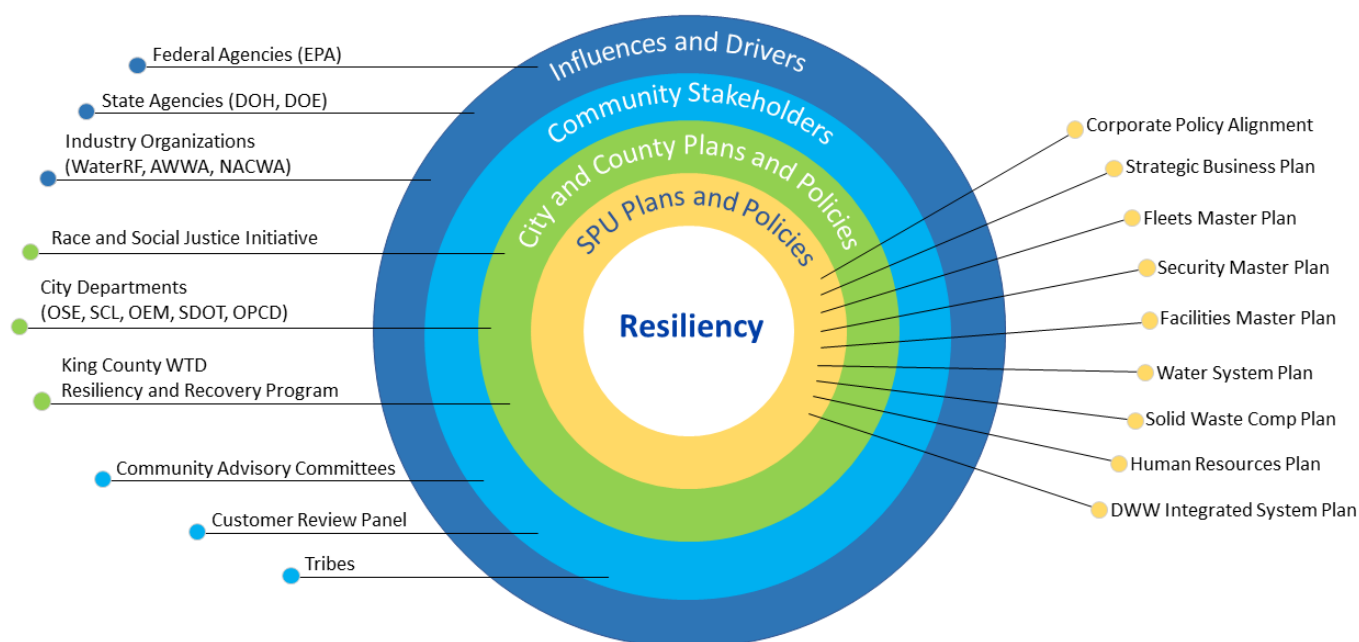 Influences and Drivers
Community Stakeholders
City and County Plans and Policies
SPU Plans and Policies
Resiliency
Federal Agencies (EPA)
State Agencies (DOH, DOE)
Industry Organizations
(WaterRF, AWWA, NACWA)
Race and Social Justice Initiative
City Departments
(OSE, SCL, OEM, SDOT, OPCD)
King County WTD
Resiliency and Recovery Program
Community Advisory Committees
Customer Review Panel
Tribes
Corporate Policy Alignment
Strategic Business Plan
Fleets Master Plan
Security Master Plan
Facilities Master Plan
Water System Plan
Solid Waste Comp Plan
Human Resources Plan
DWW Integrated System Plan